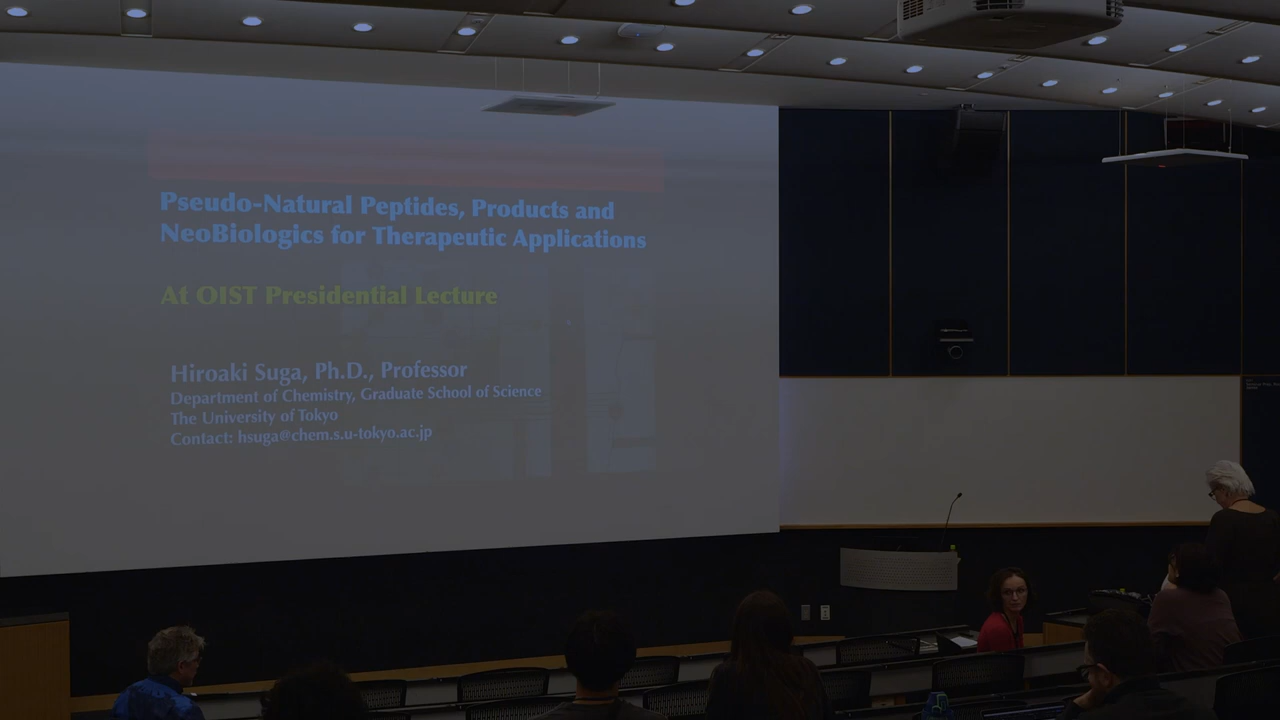 Pseudo-Natural Peptides, Products and
NeoBiologics for Therapeutic Applications
At OIST Presidential Lecture
Hiroaki Suga, Ph.D., Professor
Department of Chemistry, Graduate School of Science
The University of Tokyo
Contact: hsuga@chem.s.u-tokyo.ac.jp